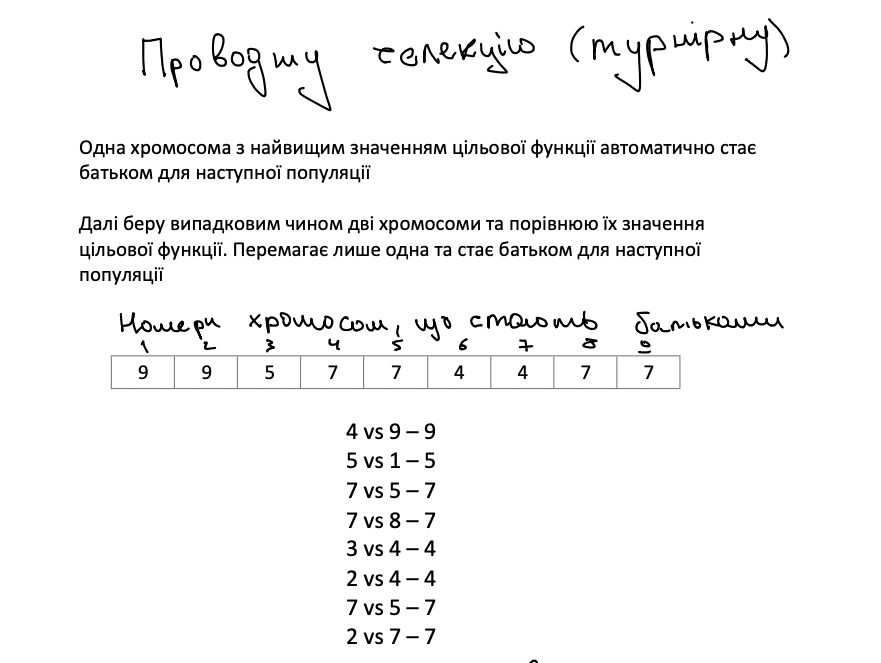 Проводжу селекцію (турнірну)
Одна хромосома з найвищим значенням цільової функції автоматично стає
батьком для наступної популяції
Далі беру випадковим чином дві хромосоми та порівнюю їх значення
цільової функції. Перемагає лише одна та стає батьком для наступної
популяції
Номери хромосом, що стають батьками
1 2 3 4 5 6 7 8 9
9 9 5 7 7 4 4 7 7
4 vs 9 – 9
5 vs 1 – 5
7 vs 5 – 7
7 vs 8 – 7
3 vs 4 – 4
2 vs 4 – 4
7 vs 5 – 7
2 vs 7 – 7